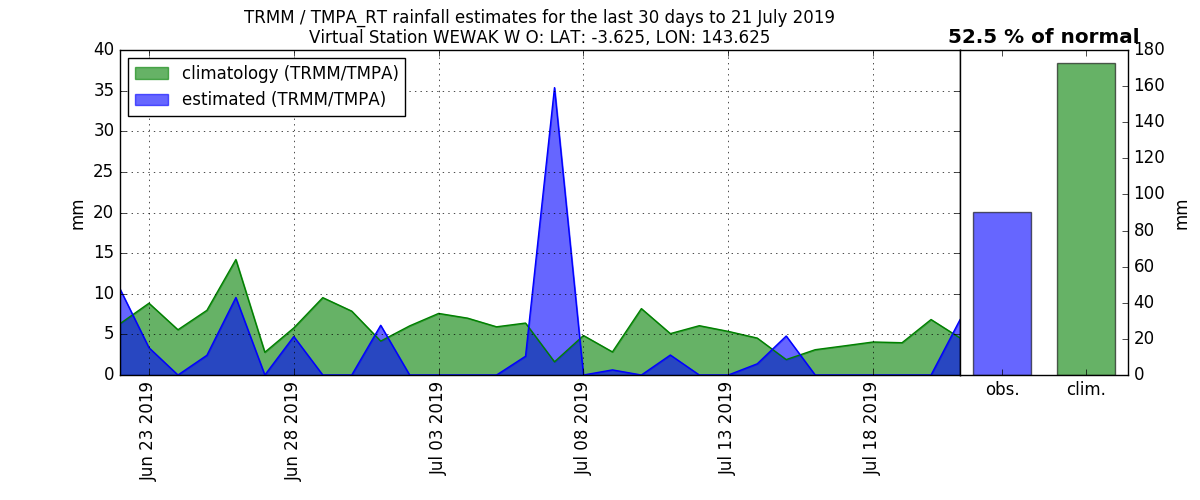 TRMM / TMPA_RT rainfall estimates for the last 30 days to 21 July 2019
Virtual Station WEWAK W O: LAT: -3.625, LON: 143.625
52.5 % of normal
climatology (TRMM/TMPA)
estimated (TRMM/TMPA)
mm
40
35
30
25
20
15
10
5
0
Jun 23 2019
Jun 28 2019
Jul 03 2019
Jul 08 2019
Jul 13 2019
Jul 18 2019
180
160
140
120
100
80
60
40
20
0
mm
obs.
clim.